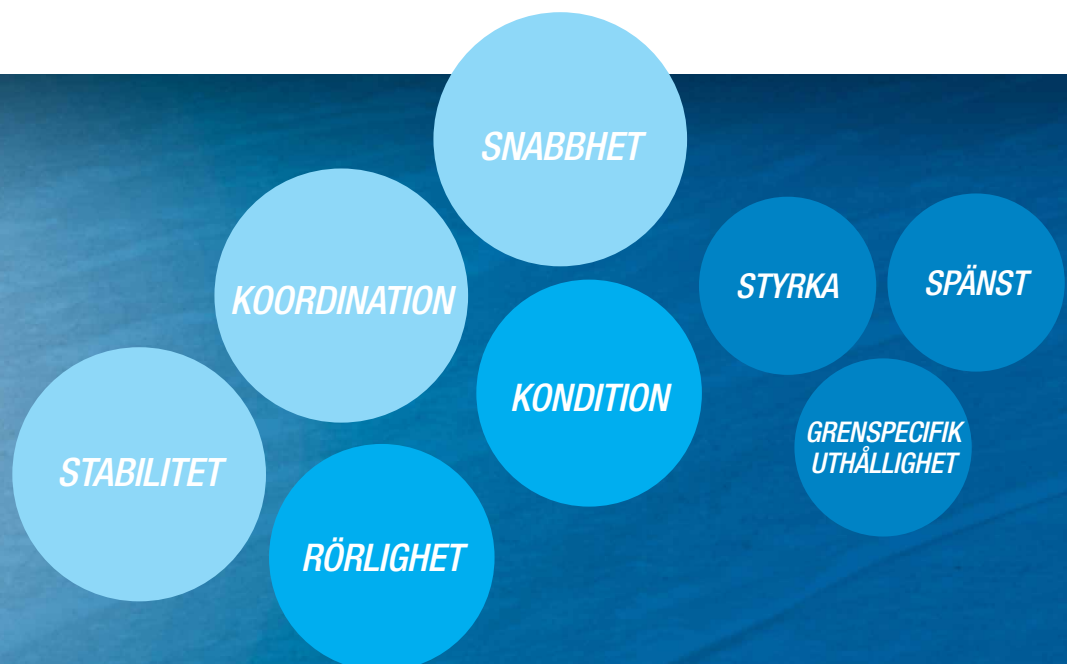 SNABBHET
KOORDINATION
STYRKA
SPÄNST
KONDITION
GRENSPECIFIK
UTHÅLLIGHET
STABILITET
RÖRLIGHET